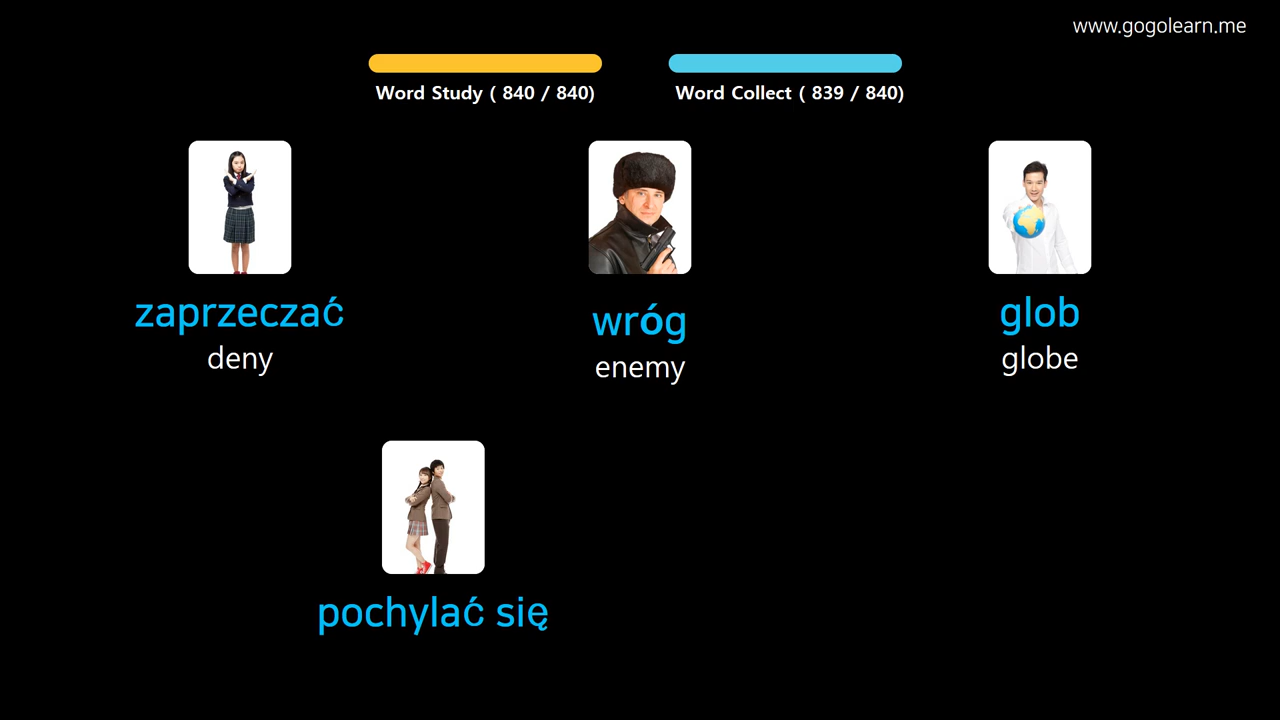 www.gogolearn.me
Word Study ( 840 / 840)
Word Collect ( 839 / 840)
zaprzeczać
deny
wróg
enemy
glob
globe
pochylać się